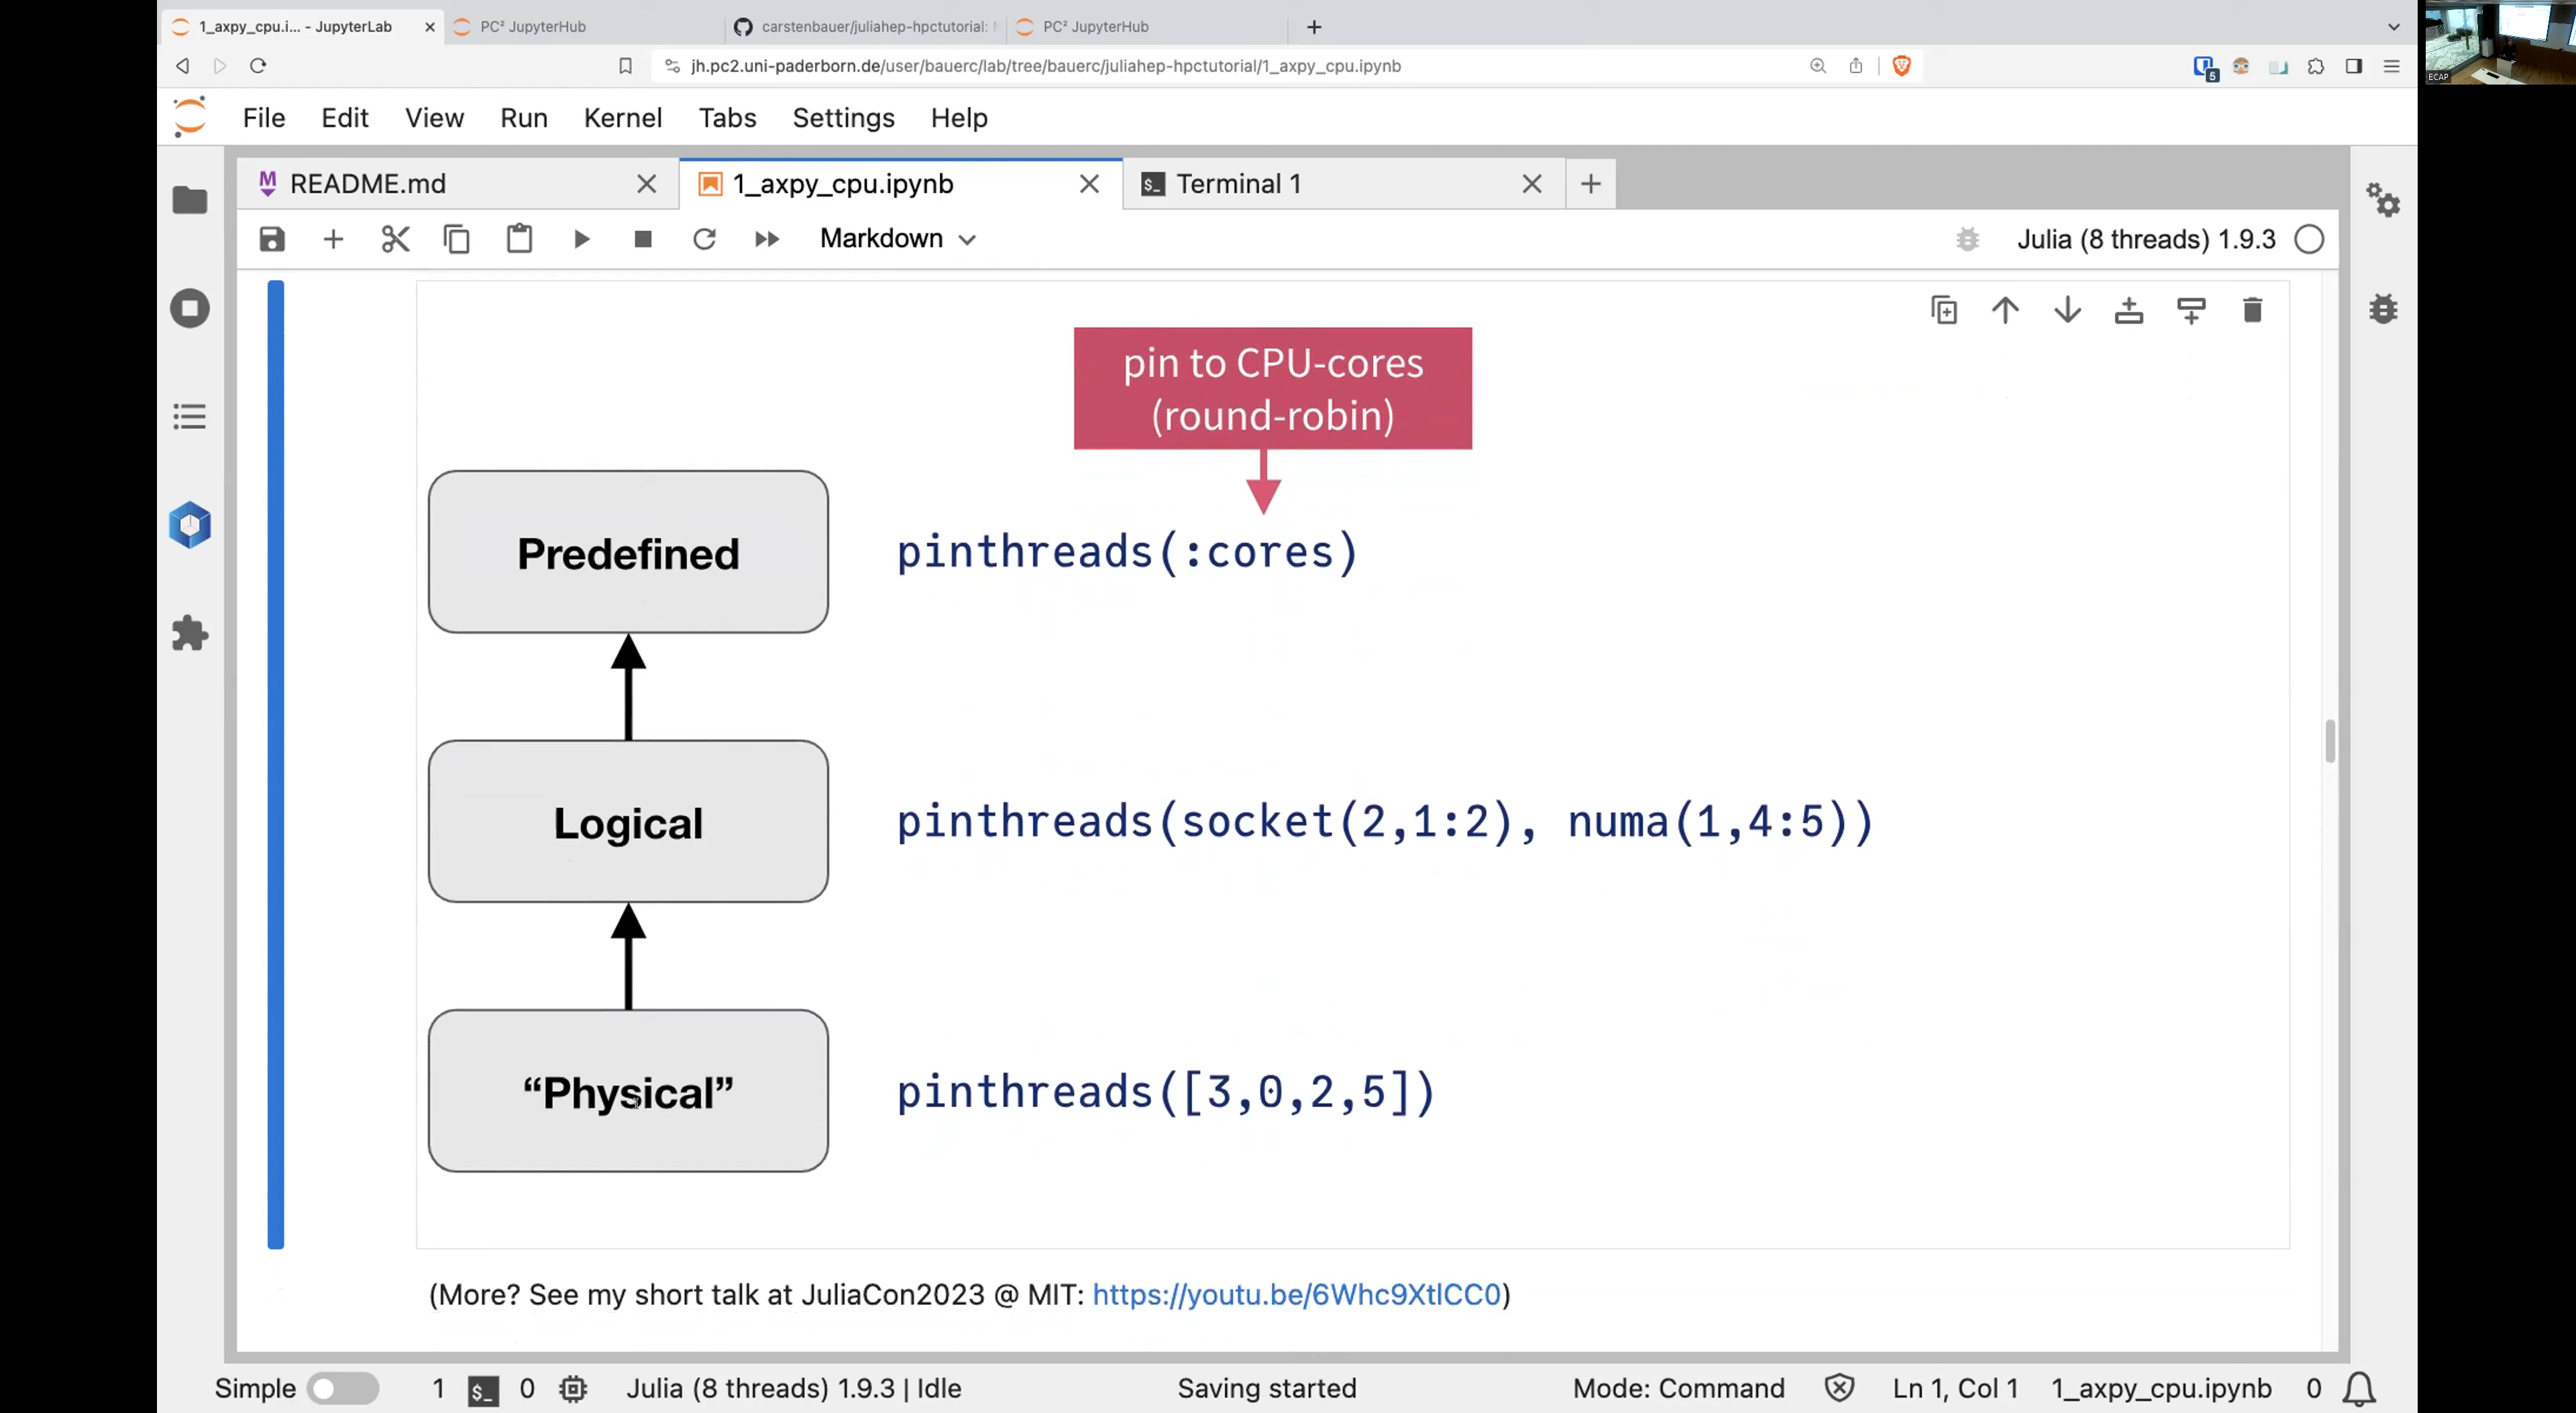 1_axpy_cpu.i... - JupyterLab
PC² JupyterHub
carstenbauer/juliahep-hpctutorial:
PC² JupyterHub
jh.pc2.uni-paderborn.de/user/bauerc/lab/tree/bauerc/juliahep-hpctutorial/1_axpy_cpu.ipynb
5
ECAP
File Edit View Run Kernel Tabs Settings Help
README.md
1_axpy_cpu.ipynb
Terminal 1
Markdown
Julia (8 threads) 1.9.3
pin to CPU-cores
(round-robin)
Predefined
pinthreads(:cores)
Logical
pinthreads(socket(2,1:2), numa(1,4:5))
“Physical”
pinthreads([3,0,2,5])
(More? See my short talk at JuliaCon2023 @ MIT: https://youtu.be/6Whc9XtlCC0)
Simple 1 $_ 0 Julia (8 threads) 1.9.3 | Idle Saving started Mode: Command Ln 1, Col 1 1_axpy_cpu.ipynb 0